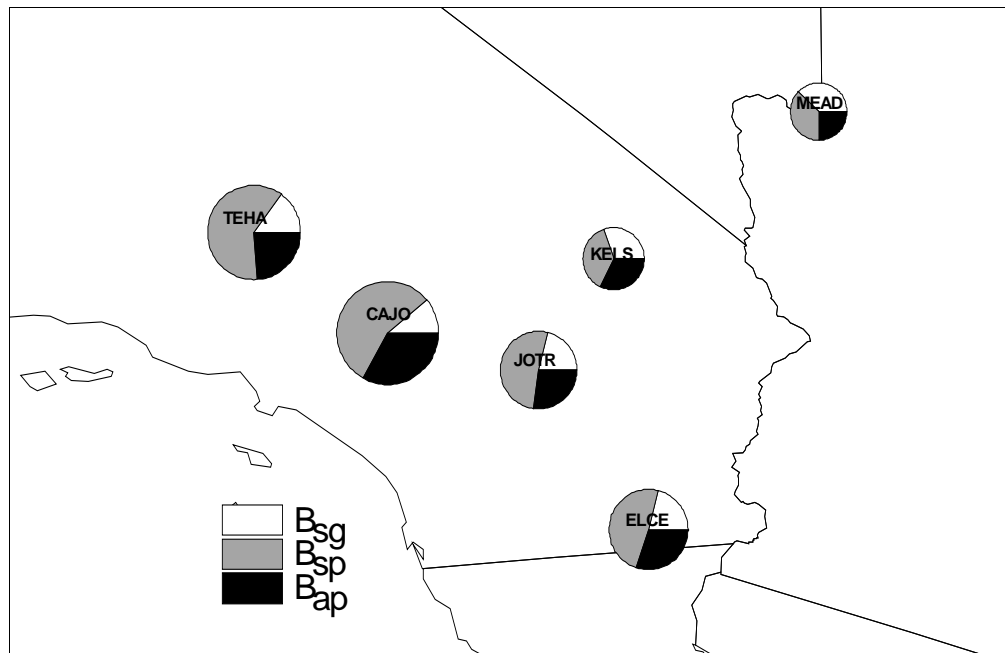 MEAD
TEHA
KELS
CAJO
JOTR
ELCE
Bsg
Bsp
Bap